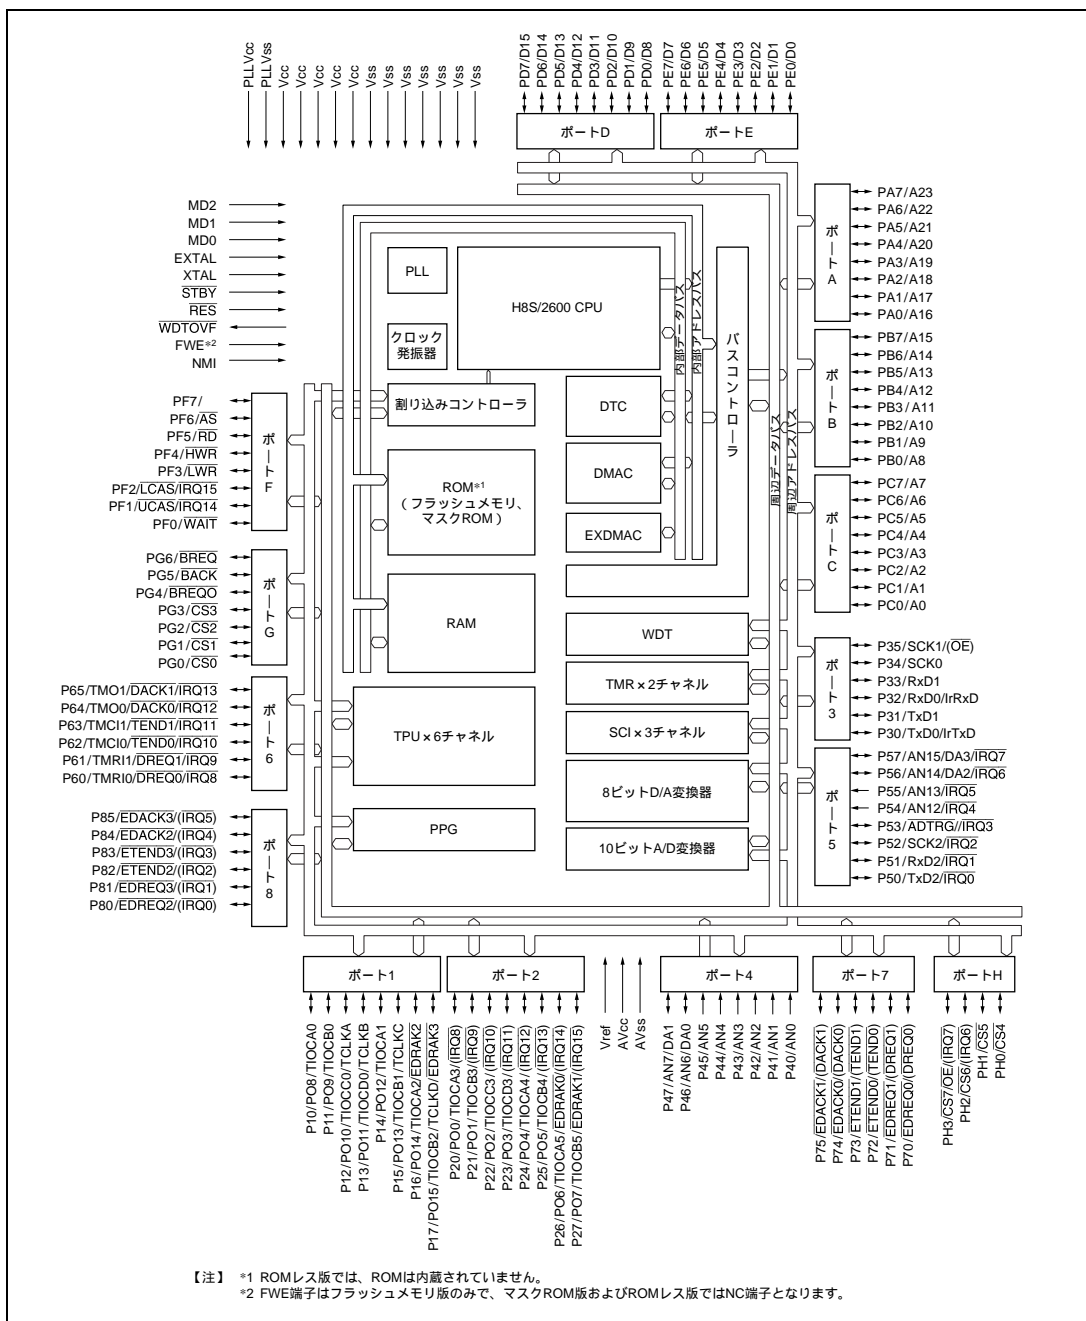 PLLVcc
PLLVss
Vcc
Vcc
Vcc
Vcc
Vcc
Vss
Vss
Vss
Vss
Vss
Vss
Vss
PD7/D15
PD6/D14
PD5/D13
PD4/D12
PD3/D11
PD2/D10
PD1/D9
PD0/D8
PE7/D7
PE6/D6
PE5/D5
PE4/D4
PE3/D3
PE2/D2
PE1/D1
PE0/D0
ポートD
ポートE
MD2
MD1
MD0
EXTAL
XTAL
STBY
RES
WDTOVF
FWE*2
NMI
PLL
クロック
発振器
H8S/2600 CPU
割り込みコントローラ
DTC
DMAC
EXDMAC
ROM*1
(フラッシュメモリ、
マスクROM)
RAM
内部データバス
内部アドレスバス
バスコントローラ
周辺データバス
周辺アドレスバス
WDT
TMR×2チャネル
SCI×3チャネル
8ビットD/A変換器
10ビットA/D変換器
TPU×6チャネル
PPG
ポートA
PA7/A23
PA6/A22
PA5/A21
PA4/A20
PA3/A19
PA2/A18
PA1/A17
PA0/A16
ポートB
PB7/A15
PB6/A14
PB5/A13
PB4/A12
PB3/A11
PB2/A10
PB1/A9
PB0/A8
ポートC
PC7/A7
PC6/A6
PC5/A5
PC4/A4
PC3/A3
PC2/A2
PC1/A1
PC0/A0
ポート3
P35/SCK1/(OE)
P34/SCK0
P33/RxD1
P32/RxD0/IrRxD
P31/TxD1
P30/TxD0/IrTxD
ポート5
P57/AN15/DA3/IRQ7
P56/AN14/DA2/IRQ6
P55/AN13/IRQ5
P54/AN12/IRQ4
P53/ADTRG//IRQ3
P52/SCK2/IRQ2
P51/RxD2/IRQ1
P50/TxD2/IRQ0
PF7/
PF6/AS
PF5/RD
PF4/HWR
PF3/LWR
PF2/LCAS/IRQ15
PF1/UCAS/IRQ14
PF0/WAIT
ポートF
PG6/BREQ
PG5/BACK
PG4/BREQO
PG3/CS3
PG2/CS2
PG1/CS1
PG0/CS0
ポートG
P65/TMO1/DACK1/IRQ13
P64/TMO0/DACK0/IRQ12
P63/TMCI1/TEND1/IRQ11
P62/TMCI0/TEND0/IRQ10
P61/TMRI1/DREQ1/IRQ9
P60/TMRI0/DREQ0/IRQ8
ポート6
P85/EDACK3/(IRQ5)
P84/EDACK2/(IRQ4)
P83/ETEND3/(IRQ3)
P82/ETEND2/(IRQ2)
P81/EDREQ3/(IRQ1)
P80/EDREQ2/(IRQ0)
ポート8
ポート1
ポート2
ポート4
ポート7
ポートH
P10/PO8/TIOCA0
P11/PO9/TIOCB0
P12/PO10/TIOCC0/TCLKA
P13/PO11/TIOCD0/TCLKB
P14/PO12/TIOCA1
P15/PO13/TIOCB1/TCLKC
P16/PO14/TIOCA2/EDRAK2
P17/PO15/TIOCB2/TCLKD/EDRAK3
P20/PO0/TIOCA3/(IRQ8)
P21/PO1/TIOCB3/(IRQ9)
P22/PO2/TIOCC3/(IRQ10)
P23/PO3/TIOCD3/(IRQ11)
P24/PO4/TIOCA4/(IRQ12)
P25/PO5/TIOCB4/(IRQ13)
P26/PO6/TIOCA5/EDRAK0/(IRQ14)
P27/PO7/TIOCB5/EDRAK1/(IRQ15)
Vref
AVcc
AVss
P47/AN7/DA1
P46/AN6/DA0
P45/AN5
P44/AN4
P43/AN3
P42/AN2
P41/AN1
P40/AN0
P75/EDACK1/(DACK1)
P74/EDACK0/(DACK0)
P73/ETEND1/(TEND1)
P72/ETEND0/(TEND0)
P71/EDREQ1/(DREQ1)
P70/EDREQ0/(DREQ0)
PH3/CS7/OE/(IRQ7)
PH2/CS6/(IRQ6)
PH1/CS5
PH0/CS4
【注】 *1 ROMレス版では、ROMは内蔵されていません。
*2 FWE端子はフラッシュメモリ版のみで、マスクROM版およびROMレス版ではNC端子となります。